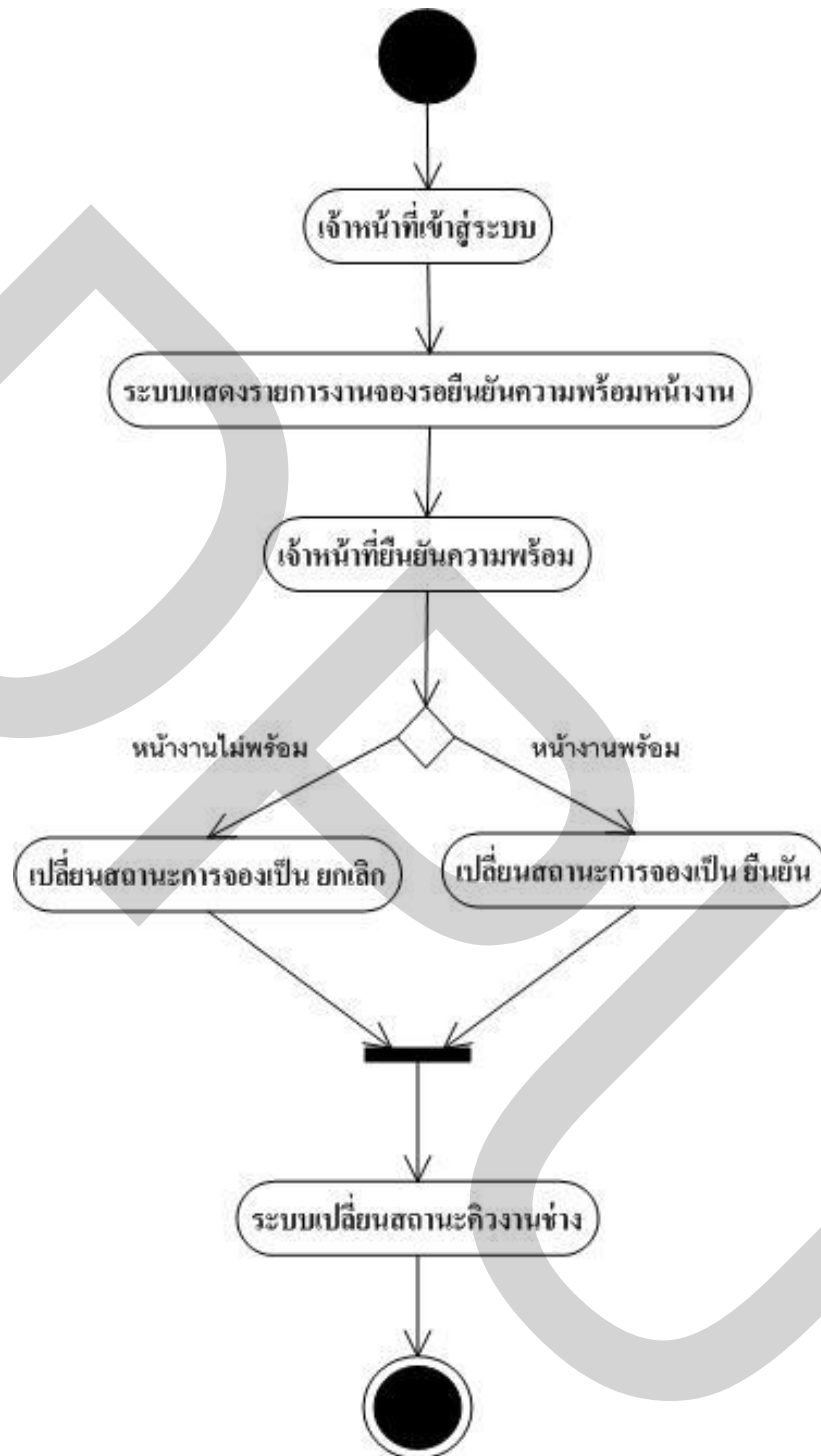 เจ้าหน้าที่เข้าสู่ระบบ
ระบบแสดงรายการงานจองรอยืนยันความพร้อมหน้างาน
เจ้าหน้าที่ยืนยันความพร้อม
หน้างานไม่พร้อม
หน้างานพร้อม
เปลี่ยนสถานะการจองเป็น ยกเลิก
เปลี่ยนสถานะการจองเป็น ยืนยัน
ระบบเปลี่ยนสถานะคิวงานช่าง